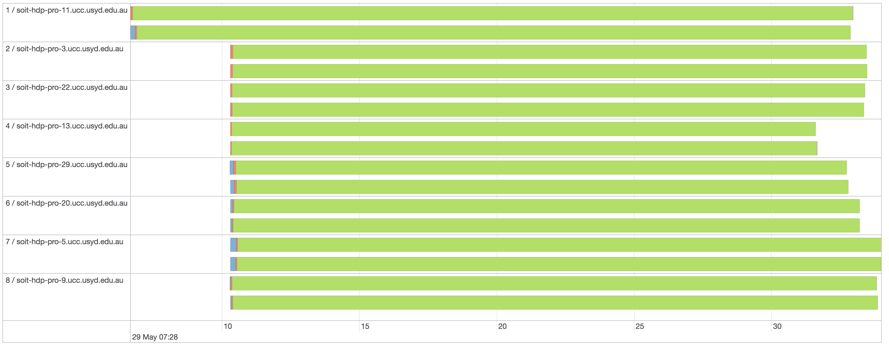 1 / soit-hdp-pro-11.ucc.usyd.edu.au
2 / soit-hdp-pro-3.ucc.usyd.edu.au
3 / soit-hdp-pro-22.ucc.usyd.edu.au
4 / soit-hdp-pro-13.ucc.usyd.edu.au
5 / soit-hdp-pro-29.ucc.usyd.edu.au
6 / soit-hdp-pro-20.ucc.usyd.edu.au
7 / soit-hdp-pro-5.ucc.usyd.edu.au
8 / soit-hdp-pro-9.ucc.usyd.edu.au
10 15 20 25 30
29 May 07:28